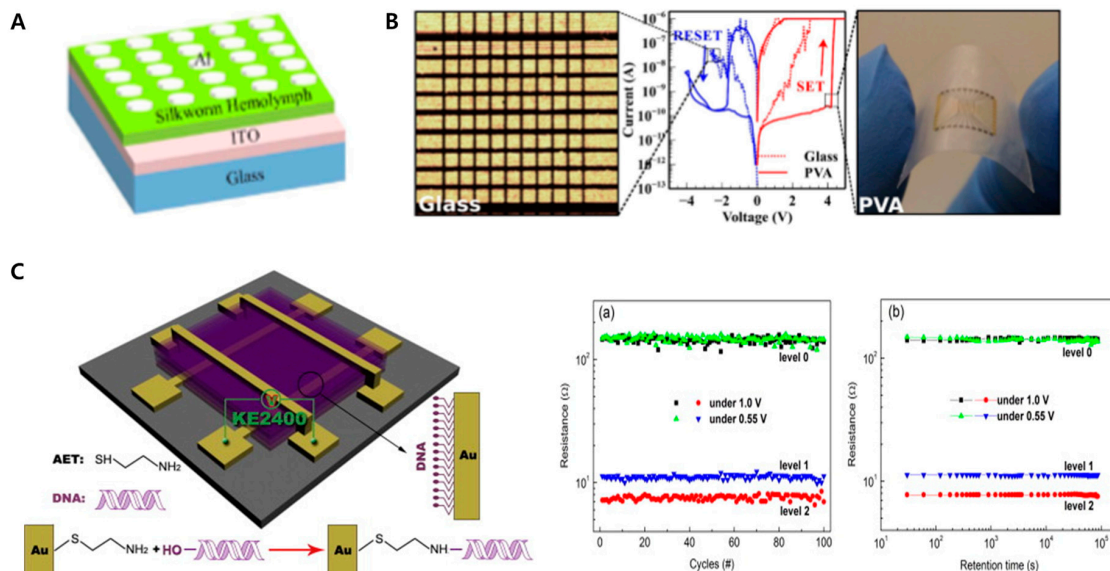 A
Al
Silkworm Hemolymph
ITO
Glass
B
Glass
10⁻⁶
10⁻⁵
10⁻⁶
10⁻⁷
10⁻⁸
10⁻⁹
10⁻¹⁰
10⁻¹¹
10⁻¹²
10⁻¹³
Current (A)
RESET
SET
Glass
PVA
−4 −2 0 2 4
Voltage (V)
PVA
C
V
KE2400
AET: SH NH₂
DNA:
DNA
Au
Au S NH₂ + HO Au S NH
(a)
level 0
under 1.0 V
under 0.55 V
level 1
level 2
10²
10¹
Resistance (Ω)
0 20 40 60 80 100
Cycles (#)
(b)
level 0
under 1.0 V
under 0.55 V
level 1
level 2
10²
10¹
Resistance (Ω)
10¹ 10² 10³ 10⁴ 10⁵
Retention time (s)